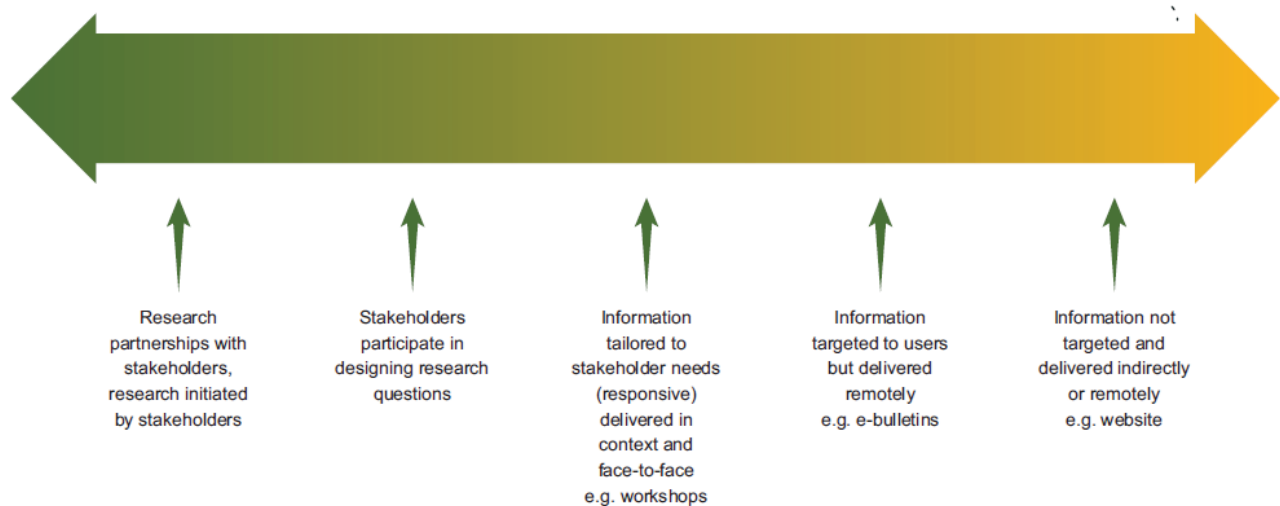 Research
partnerships with
stakeholders,
research initiated
by stakeholders
Stakeholders
participate in
designing research
questions
Information
tailored to
stakeholder needs
(responsive)
delivered in
context and
face-to-face
e.g. workshops
Information
targeted to users
but delivered
remotely
e.g. e-bulletins
Information not
targeted and
delivered indirectly
or remotely
e.g. website